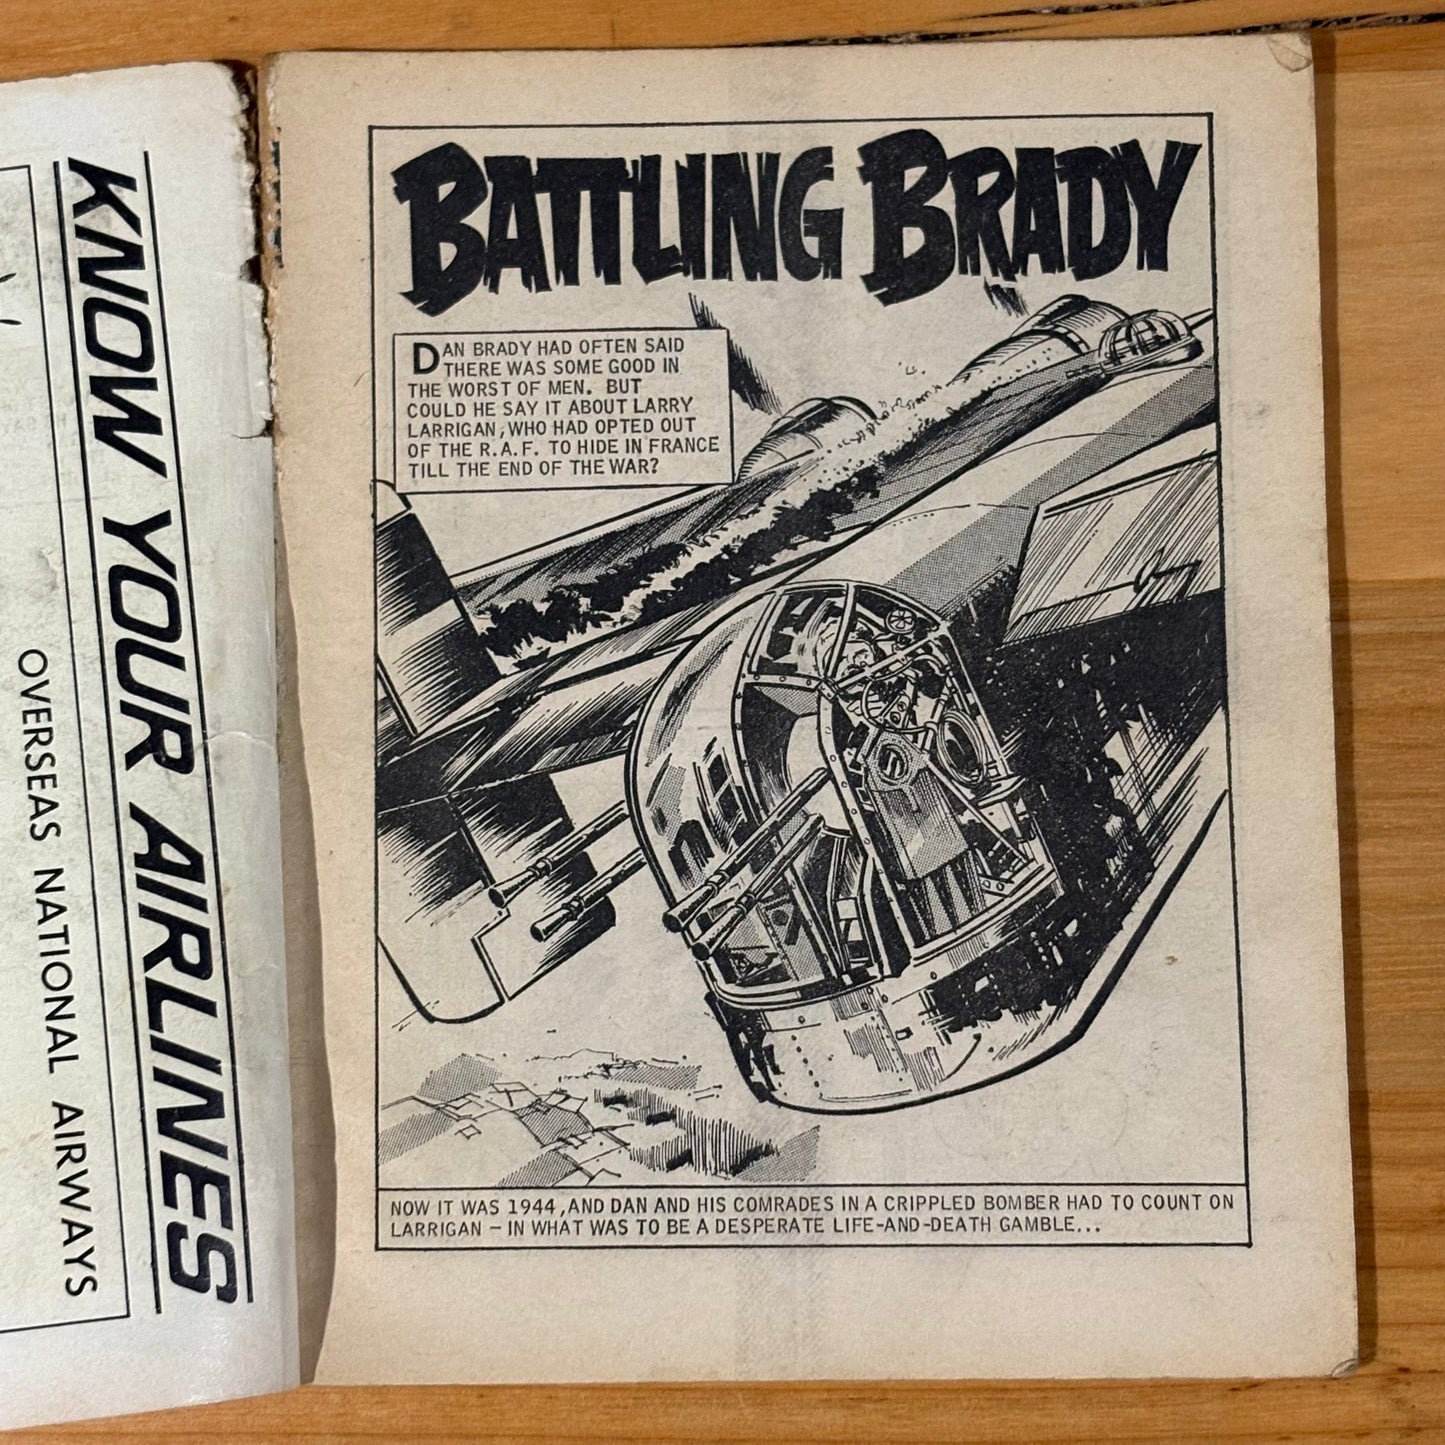 KNOW YOUR AIRLINES
OVERSEAS NATIONAL AIRWAYS
BATTLING BRADY
DAN BRADY HAD OFTEN SAID
THERE WAS SOME GOOD IN
THE WORST OF MEN. BUT
COULD HE SAY IT ABOUT LARRY
LARRIGAN, WHO HAD OPTED OUT
OF THE R.A.F. TO HIDE IN FRANCE
TILL THE END OF THE WAR?
NOW IT WAS 1944, AND DAN AND HIS COMRADES IN A CRIPPLED BOMBER HAD TO COUNT ON
LARRIGAN – IN WHAT WAS TO BE A DESPERATE LIFE-AND-DEATH GAMBLE...